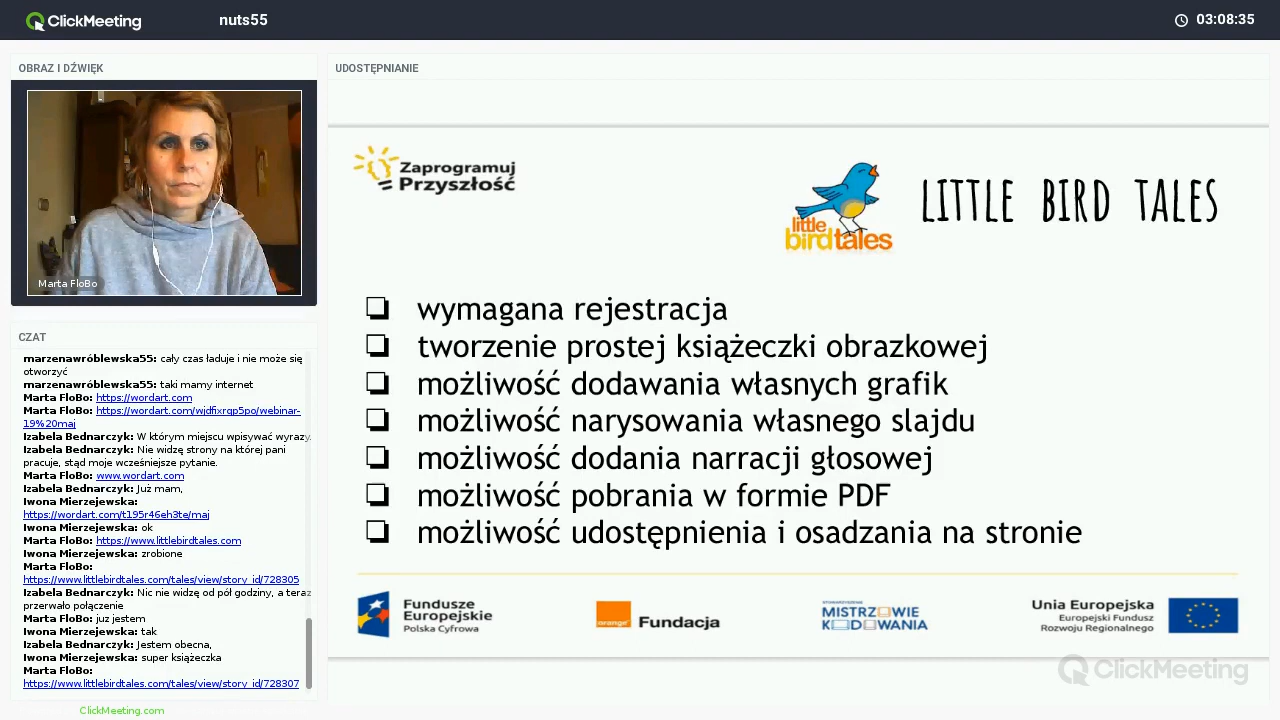 ClickMeeting
nuts55
03:08:35
OBRAZ I DŹWIĘK
Marta FloBo
CZAT
marzenawróblewska55: cały czas ładuje i nie może się
otworzyć
marzenawróblewska55: taki mamy internet
Marta FloBo: https://wordart.com
Marta FloBo: https://wordart.com/wjdfixrqp5po/webinar-
19%20maj
Izabela Bednarczyk: W którym miejscu wpisywać wyrazy.
Izabela Bednarczyk: Nie widzę strony na której pani
pracuje, stąd moje wcześniejsze pytanie.
Marta FloBo: www.wordart.com
Izabela Bednarczyk: Już mam,
Iwona Mierzejewska:
https://wordart.com/t195r46eh3te/maj
Iwona Mierzejewska: ok
Marta FloBo: https://www.littlebirdtales.com
Iwona Mierzejewska: zrobione
Marta FloBo:
https://www.littlebirdtales.com/tales/view/story_id/728305
Izabela Bednarczyk: Nic nie widzę od pół godziny, a teraz
przerwało połączenie
Marta FloBo: juz jestem
Iwona Mierzejewska: tak
Izabela Bednarczyk: Jestem obecna,
Iwona Mierzejewska: super książeczka
Marta FloBo:
https://www.littlebirdtales.com/tales/view/story_id/728307
ClickMeeting.com
UDOSTĘPNIANIE
Zaprogramuj
Przyszłość
little
birdtales
LITTLE BIRD TALES
❏ wymagana rejestracja
❏ tworzenie prostej książeczki obrazkowej
❏ możliwość dodawania własnych grafik
❏ możliwość narysowania własnego slajdu
❏ możliwość dodania narracji głosowej
❏ możliwość pobrania w formie PDF
❏ możliwość udostępnienia i osadzania na stronie
Fundusze
Europejskie
Polska Cyfrowa
orange
Fundacja
STOWARZYSZENIE
MISTRZOWIE
KODOWANIA
Unia Europejska
Europejski Fundusz
Rozwoju Regionalnego
ClickMeeting